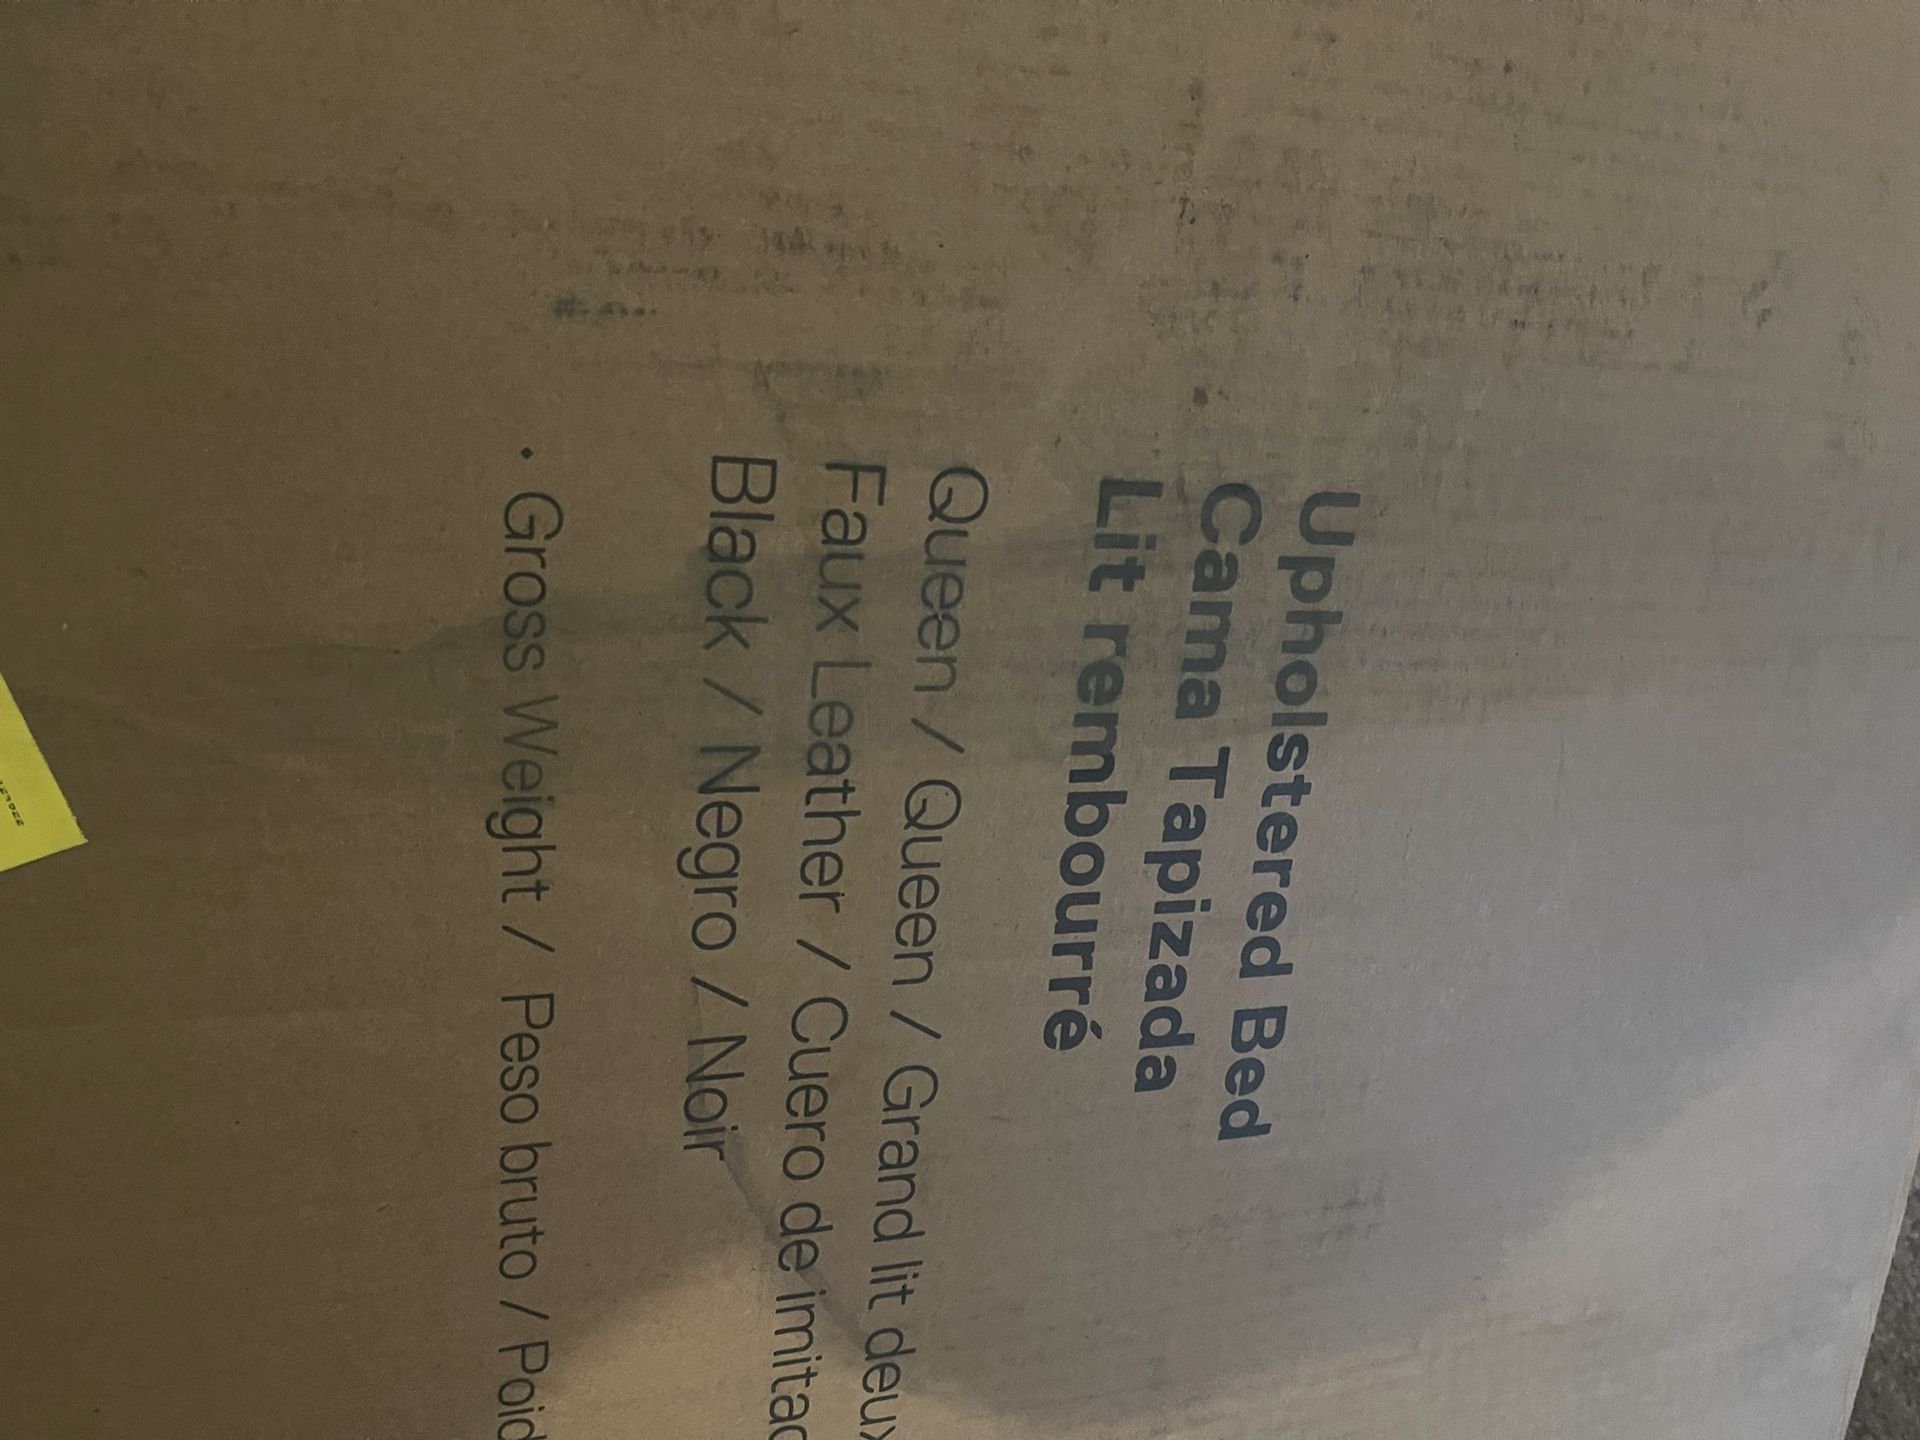 Upholstered Bed
Cama Tapizada
Lit rembourré
Queen / Queen / Grand lit deux
Faux Leather / Cuero de imitac
Black / Negro / Noir
• Gross Weight / Peso bruto / Poid